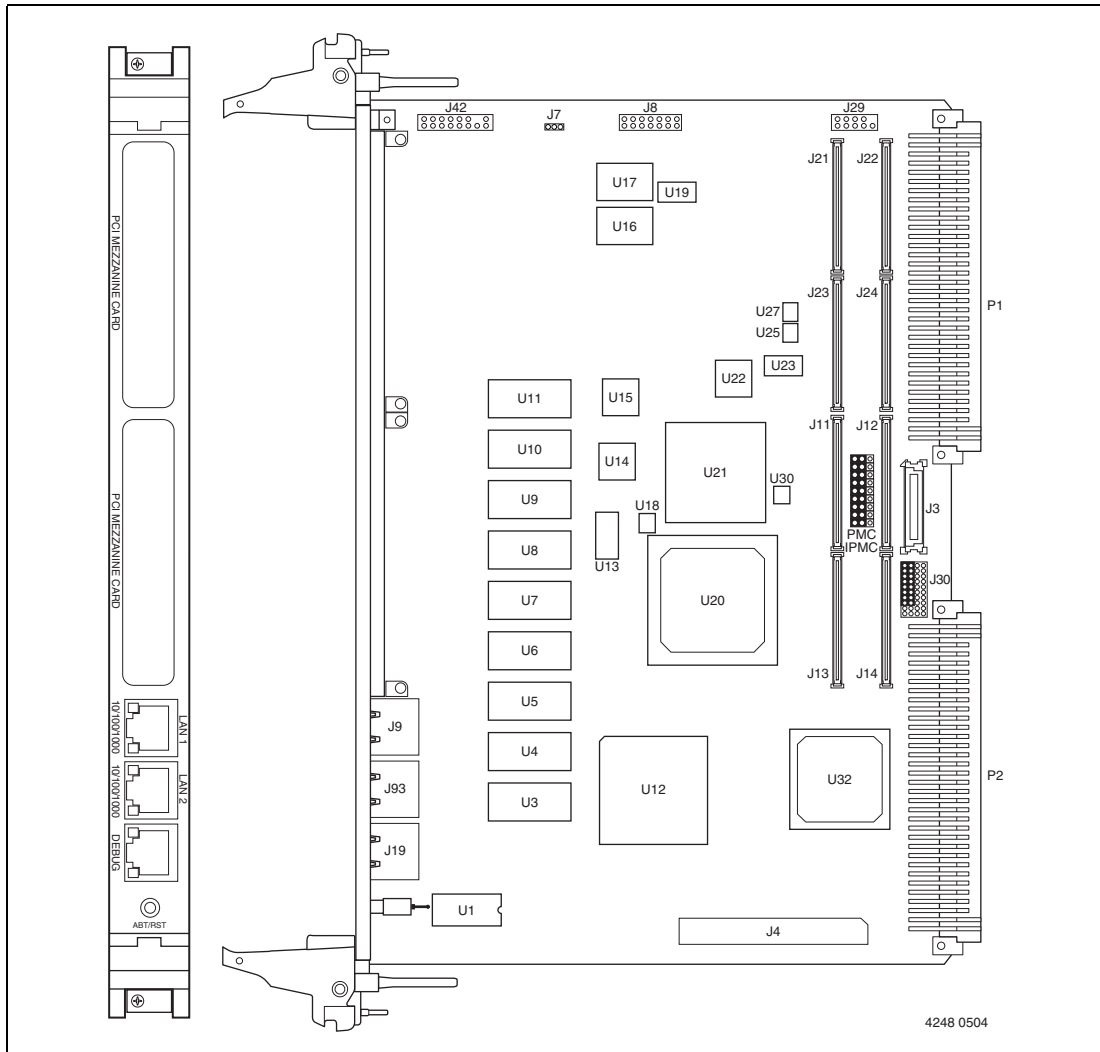 PCI MEZZANINE CARD
PCI MEZZANINE CARD
10/100/1000
LAN 1
10/100/1000
LAN 2
DEBUG
ABT/RST
J42
J7
J8
J29
J21
J22
U17
U19
U16
J23
J24
U27
P1
U25
U23
U22
U11
U15
J11
J12
U10
U14
U21
U30
U9
U18
J3
PMC
IPMC
U8
U13
J30
U7
U20
U6
J13
J14
U5
J9
U4
U12
U32
P2
J93
U3
J19
U1
J4
4248 0504